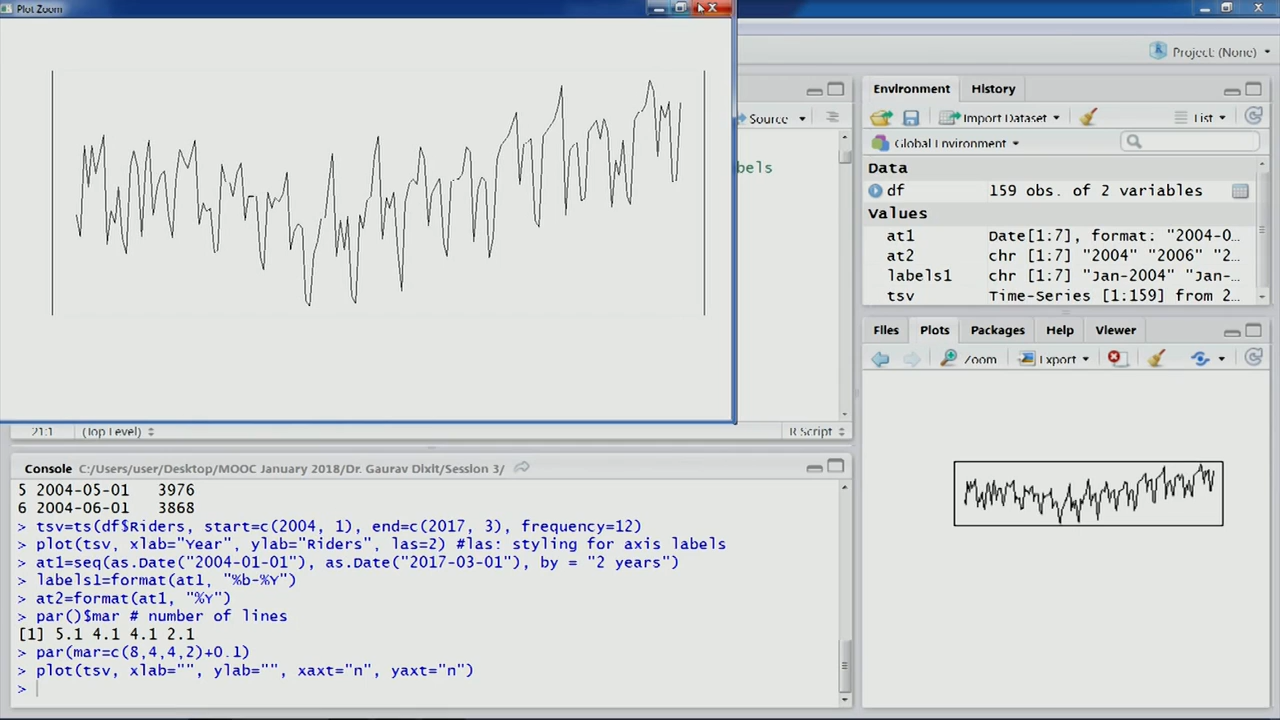 Plot Zoom
Project: (None)
Source
bels
Environment History
Import Dataset List
Global Environment
Data
df 159 obs. of 2 variables
Values
at1 Date[1:7], format: "2004-0…
at2 chr [1:7] "2004" "2006" "2…
labels1 chr [1:7] "Jan-2004" "Jan-…
tsv Time-Series [1:159] from 2…
Files Plots Packages Help Viewer
Zoom Export
21:1 (Top Level) R Script
Console C:/Users/user/Desktop/MOOC January 2018/Dr. Gaurav Dixit/Session 3/
5 2004-05-01 3976
6 2004-06-01 3868
> tsv=ts(df$Riders, start=c(2004, 1), end=c(2017, 3), frequency=12)
> plot(tsv, xlab="Year", ylab="Riders", las=2) #las: styling for axis labels
> at1=seq(as.Date("2004-01-01"), as.Date("2017-03-01"), by = "2 years")
> labels1=format(at1, "%b-%Y")
> at2=format(at1, "%Y")
> par()$mar # number of lines
[1] 5.1 4.1 4.1 2.1
> par(mar=c(8,4,4,2)+0.1)
> plot(tsv, xlab="", ylab="", xaxt="n", yaxt="n")
>